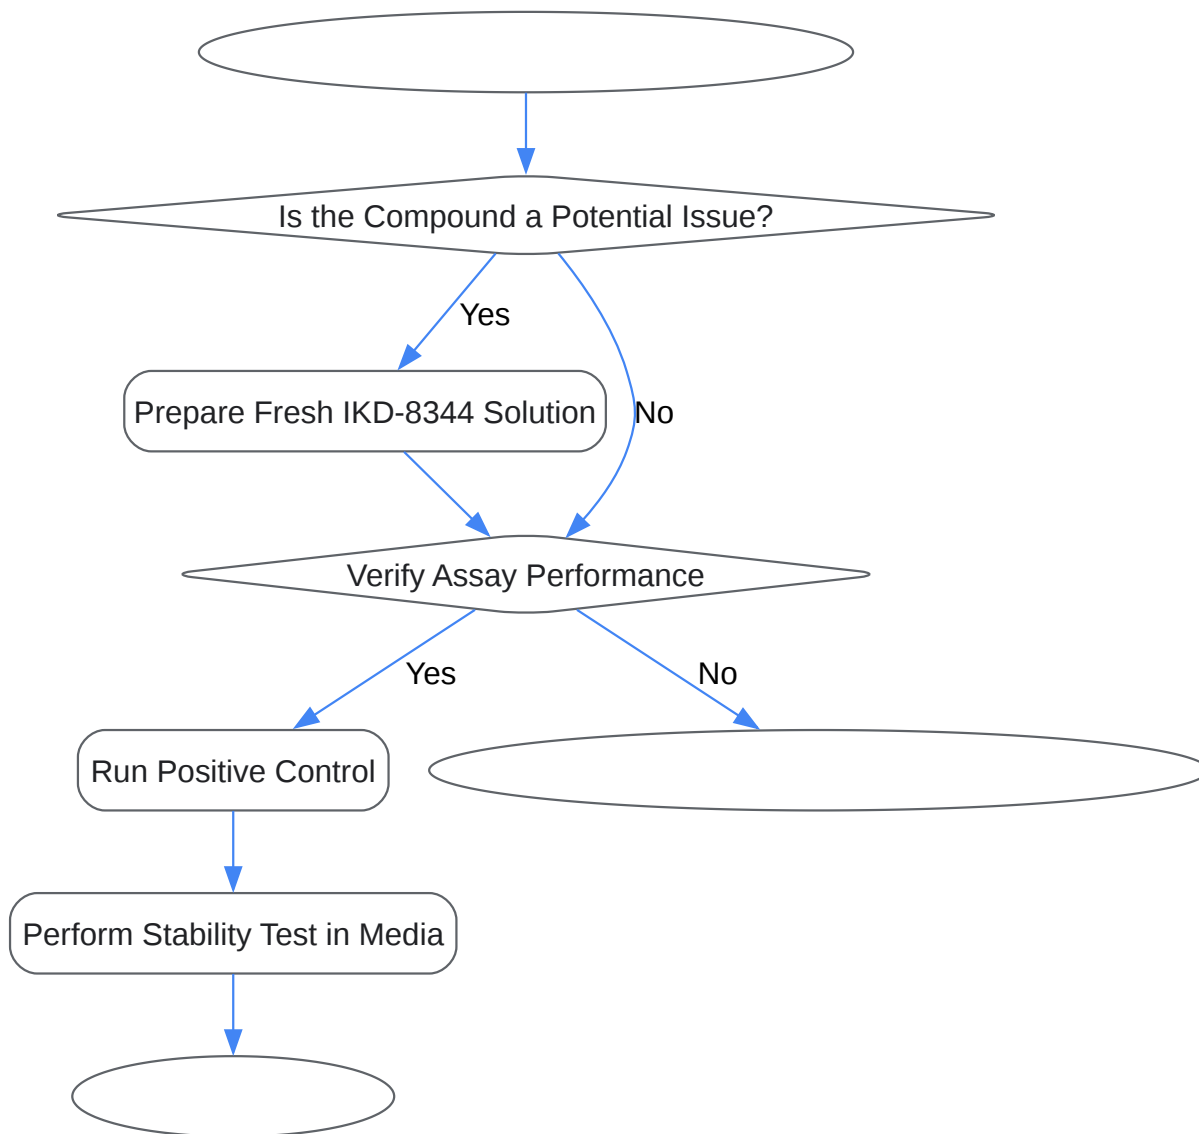 Is the Compound a Potential Issue?
Yes
Prepare Fresh IKD-8344 Solution
No
Verify Assay Performance
Yes
No
Run Positive Control
Perform Stability Test in Media